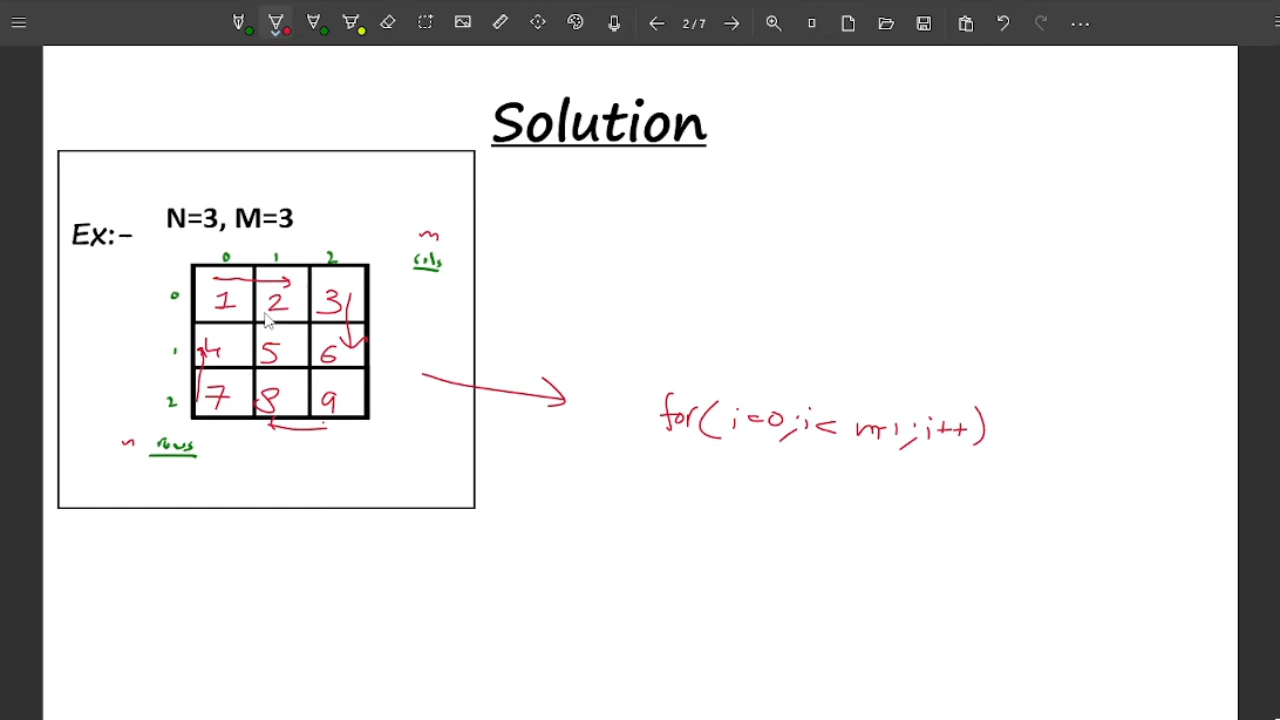 2/7
Solution
N=3, M=3
Ex:-
m
cols
0 1 2
0 1 2 3
1 4 5 6
2 7 8 9
n rows
for( i=0; i< m-1; i++)